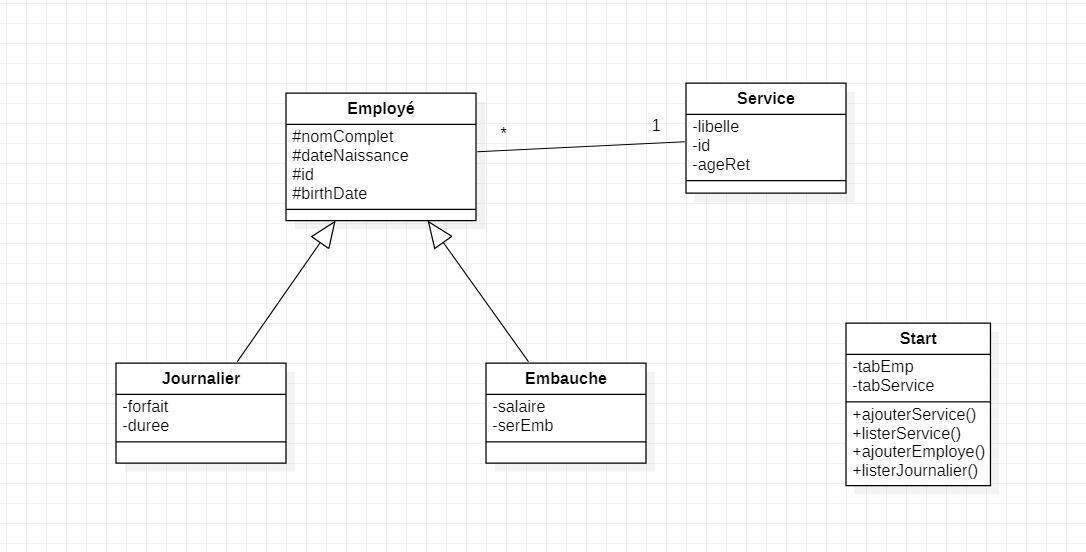 Employé
#nomComplet
#dateNaissance
#id
#birthDate
*
1
Service
-libelle
-id
-ageRet
Journalier
-forfait
-duree
Embauche
-salaire
-serEmb
Start
-tabEmp
-tabService
+ajouterService()
+listerService()
+ajouterEmploye()
+listerJournalier()